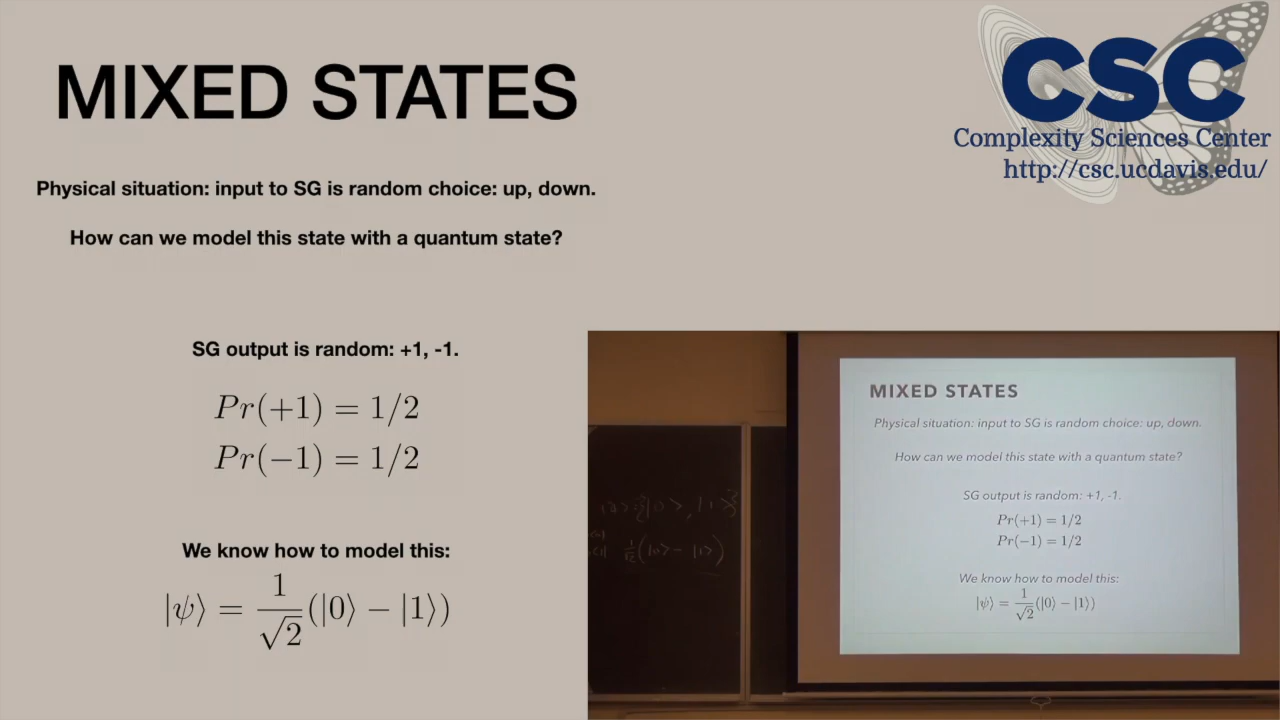 MIXED STATES
Physical situation: input to SG is random choice: up, down.
How can we model this state with a quantum state?
SG output is random: +1, -1.
Pr(+1) = 1/2
Pr(−1) = 1/2
We know how to model this:
|ψ⟩ = 1/√2 (|0⟩ − |1⟩)
CSC
Complexity Sciences Center
http://csc.ucdavis.edu/
MIXED STATES
Physical situation: input to SG is random choice: up, down.
How can we model this state with a quantum state?
SG output is random: +1, -1.
Pr(+1) = 1/2
Pr(−1) = 1/2
We know how to model this:
|ψ⟩ = 1/√2 (|0⟩ − |1⟩)
1/√2 (|0⟩ − |1⟩)